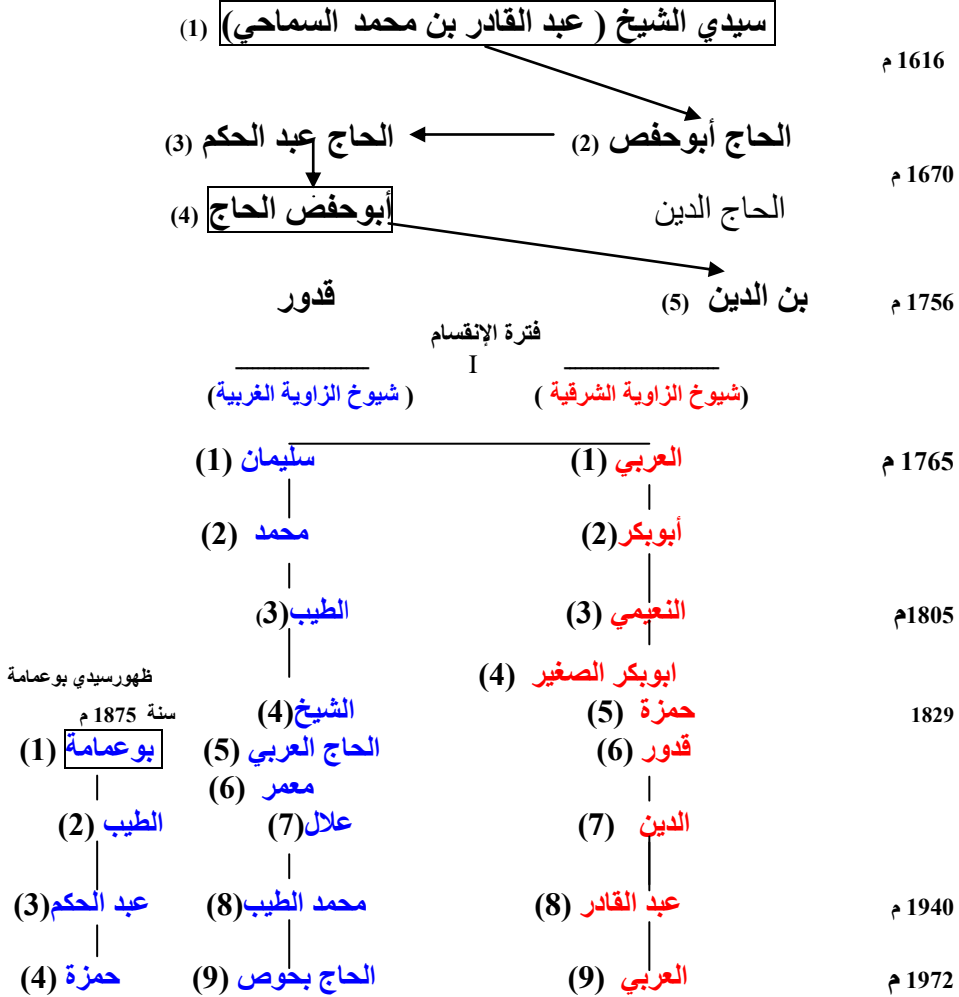 سيدي الشيخ ( عبد القادر بن محمد السماحي) (1)
1616 م
الحاج أبوحفص (2) الحاج عبد الحكم (3)
1670 م
الحاج الدين أبوحفص الحاج (4)
1756 م بن الدين (5) قدور
فترة الإنقسام
I
(شيوخ الزاوية الشرقية ) ( شيوخ الزاوية الغربية)
1765 م العربي (1) سليمان (1)
أبوبكر(2) محمد (2)
1805م النعيمي (3) الطيب(3)
ابوبكر الصغير (4) ظهورسيدي بوعمامة
1829 حمزة (5) الشيخ(4) سنة 1875 م
قدور (6) الحاج العربي (5) بوعمامة (1)
معمر (6)
الدين (7) علال(7) الطيب (2)
1940 م عبد القادر (8) محمد الطيب(8) عبد الحكم(3)
1972 م العربي (9) الحاج بحوص (9) حمزة (4)